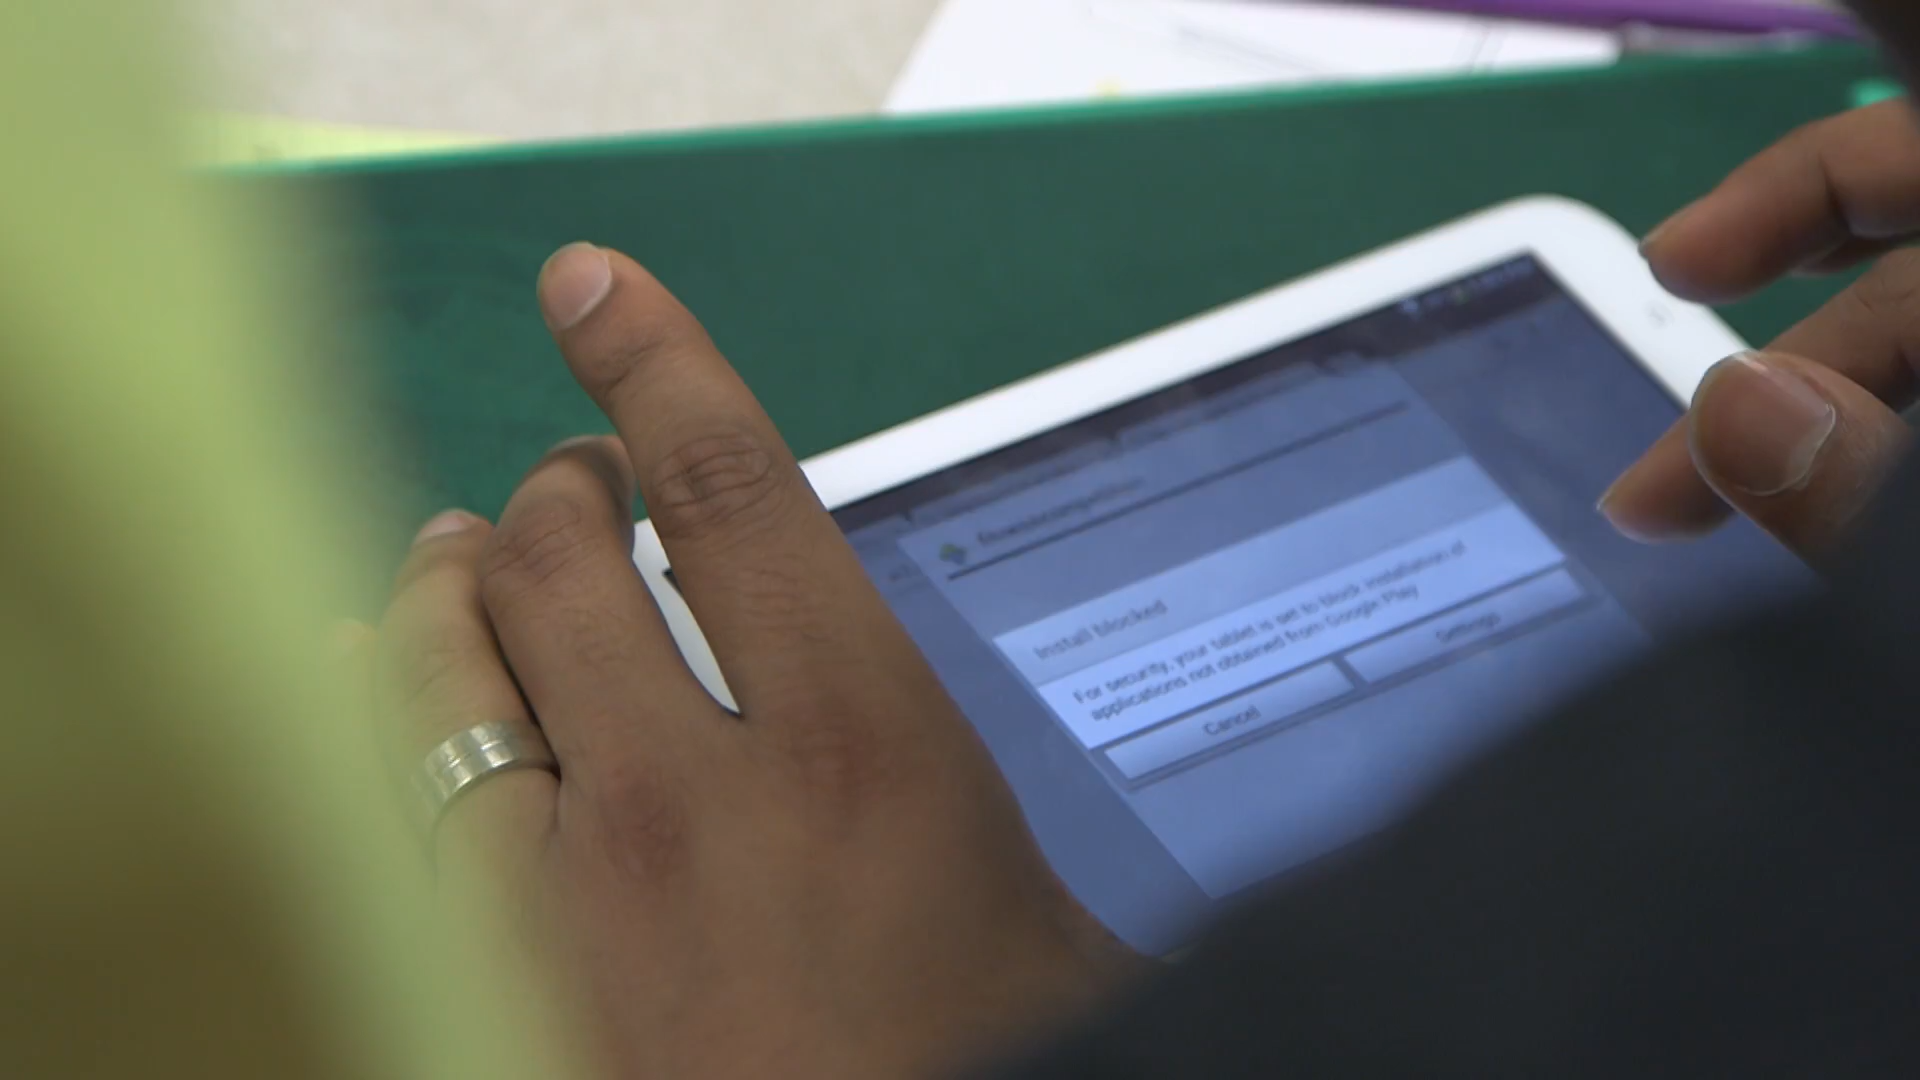 Install blocked
For security, your tablet is set to block installation of
applications not obtained from Google Play
Cancel
Settings